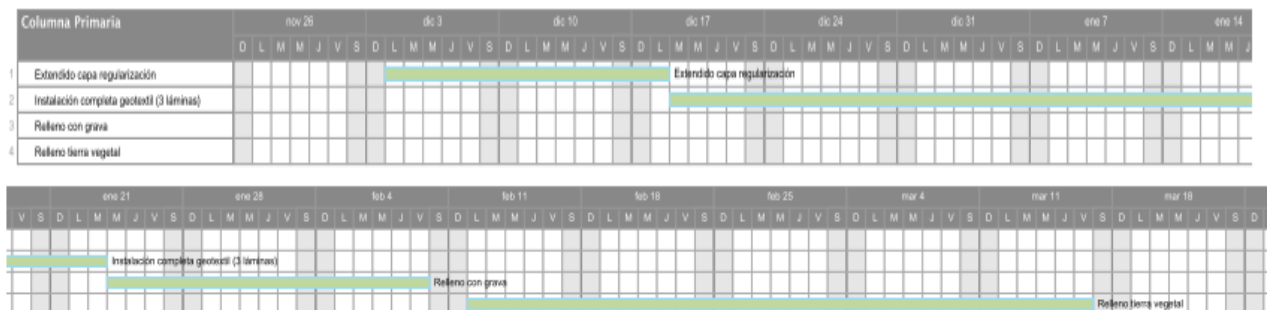 Columna Primaria
nov 26 dic 3 dic 10 dic 17 dic 24 dic 31 ene 7 ene 14
D L M M J V S D L M M J V S D L M M J V S D L M M J V S D L M M J V S D L M M J V S D L M M J V S D L M M J
1 Extendido capa regularización Extendido capa regularización
2 Instalación completa geotextil (3 láminas)
3 Relleno con grava
4 Relleno tierra vegetal
ene 21 ene 28 feb 4 feb 11 feb 18 feb 25 mar 4 mar 11 mar 18
V S D L M M J V S D L M M J V S D L M M J V S D L M M J V S D L M M J V S D L M M J V S D L M M J V S D L M M J V S D L M M J V S D
Instalación completa geotextil (3 láminas)
Relleno con grava
Relleno tierra vegetal